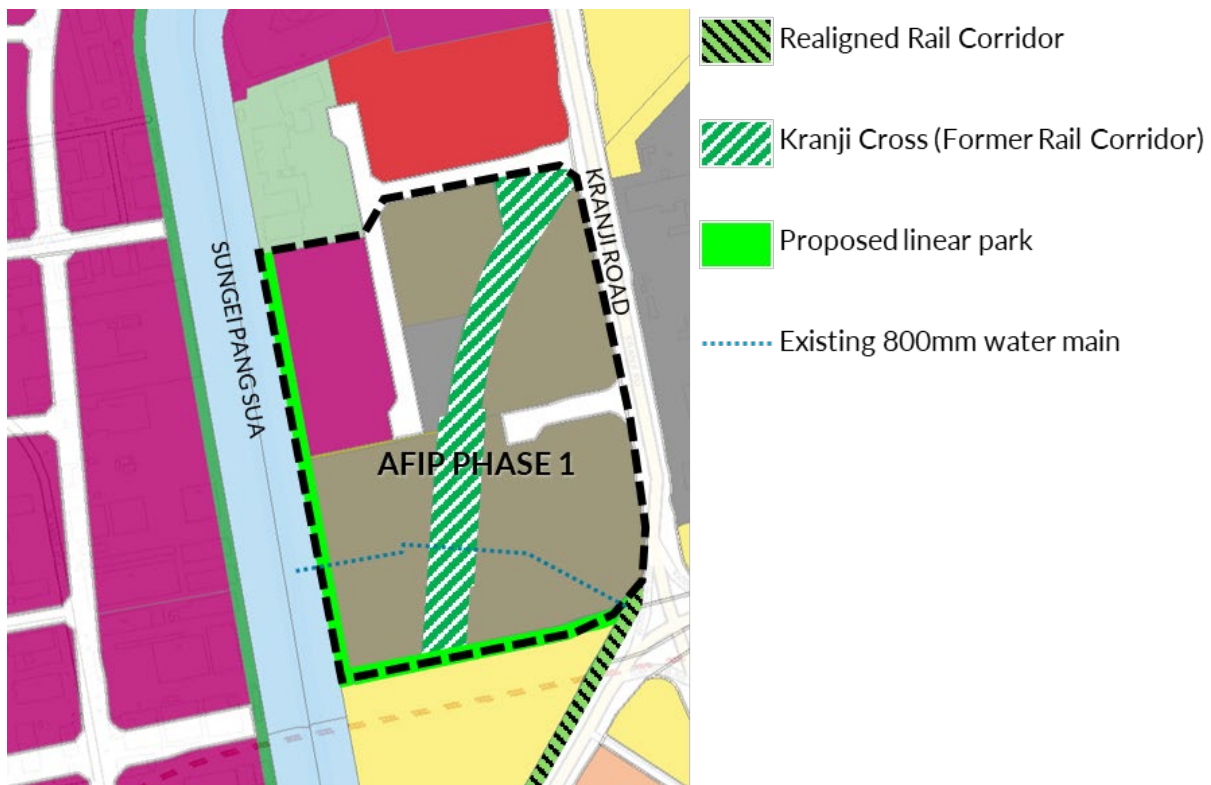 SUNGEI PANG SUA
KRANJI ROAD
AFIP PHASE 1
Realigned Rail Corridor
Kranji Cross (Former Rail Corridor)
Proposed linear park
Existing 800mm water main